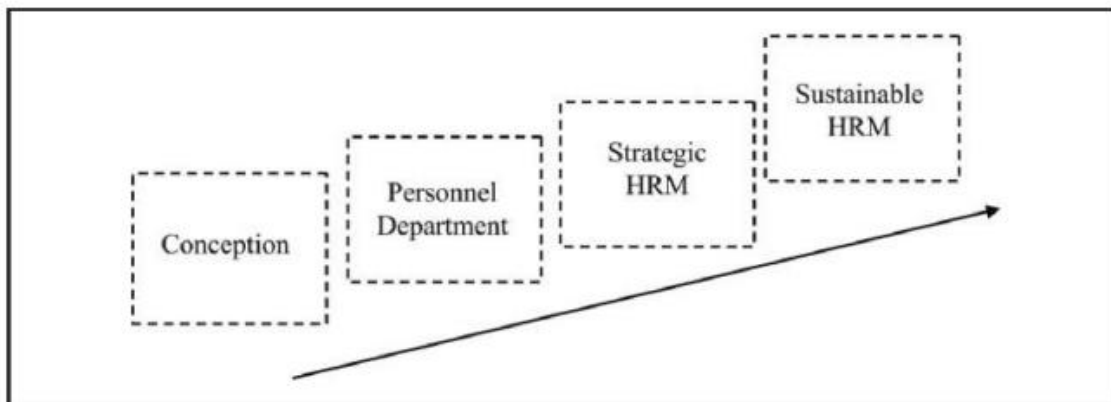 Conception
Personnel
Department
Strategic
HRM
Sustainable
HRM